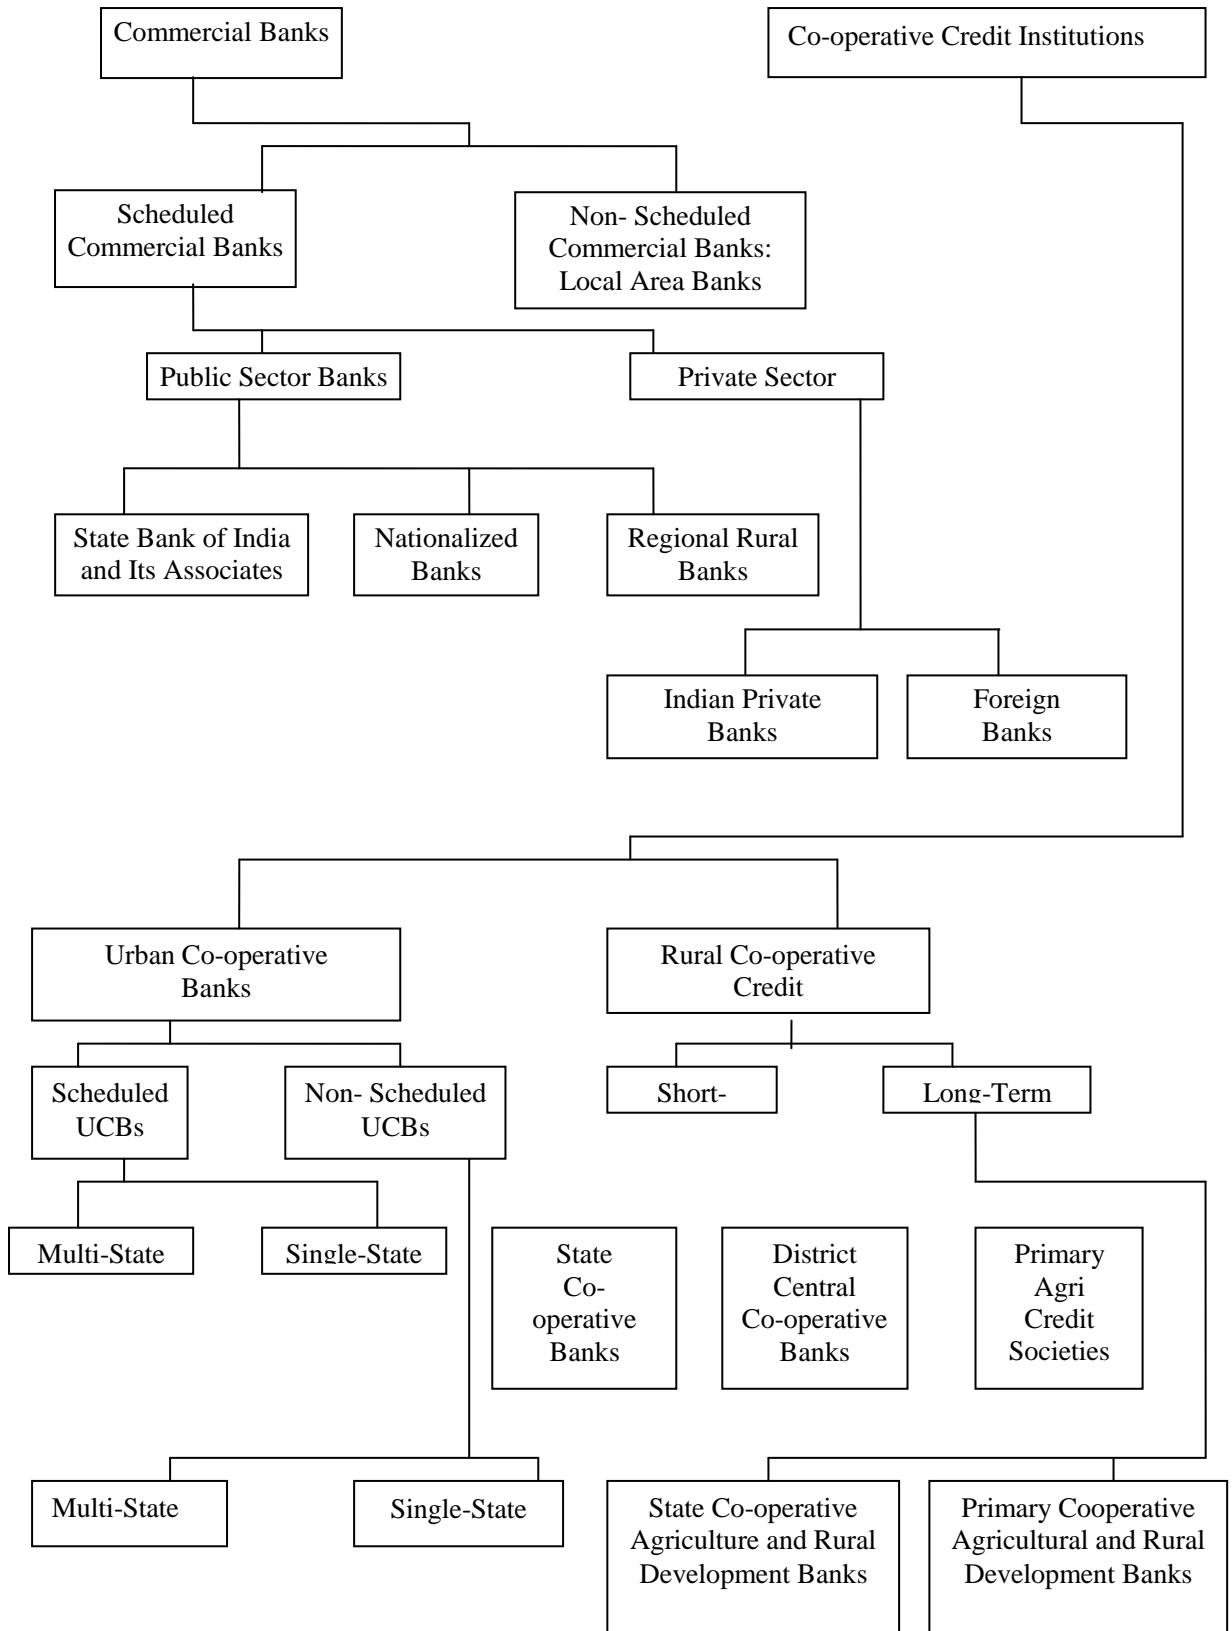 Commercial Banks
Co-operative Credit Institutions
Scheduled
Commercial Banks
Non- Scheduled
Commercial Banks:
Local Area Banks
Public Sector Banks
Private Sector
State Bank of India
and Its Associates
Nationalized
Banks
Regional Rural
Banks
Indian Private
Banks
Foreign
Banks
Urban Co-operative
Banks
Rural Co-operative
Credit
Scheduled
UCBs
Non- Scheduled
UCBs
Short-
Long-Term
Multi-State
Single-State
State
Co-
operative
Banks
District
Central
Co-operative
Banks
Primary
Agri
Credit
Societies
Multi-State
Single-State
State Co-operative
Agriculture and Rural
Development Banks
Primary Cooperative
Agricultural and Rural
Development Banks